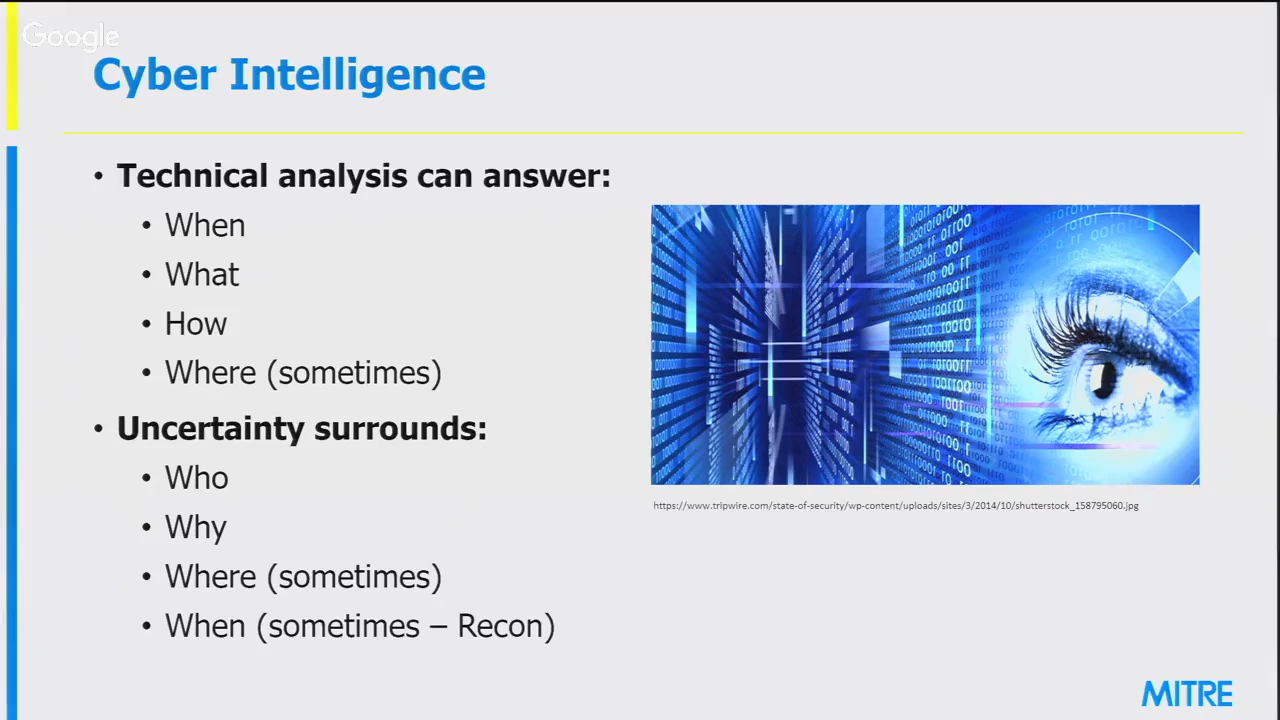 Google
Cyber Intelligence
• Technical analysis can answer:
• When
• What
• How
• Where (sometimes)
• Uncertainty surrounds:
• Who
• Why
• Where (sometimes)
• When (sometimes – Recon)
https://www.tripwire.com/state-of-security/wp-content/uploads/sites/3/2014/10/shutterstock_158795060.jpg
MITRE